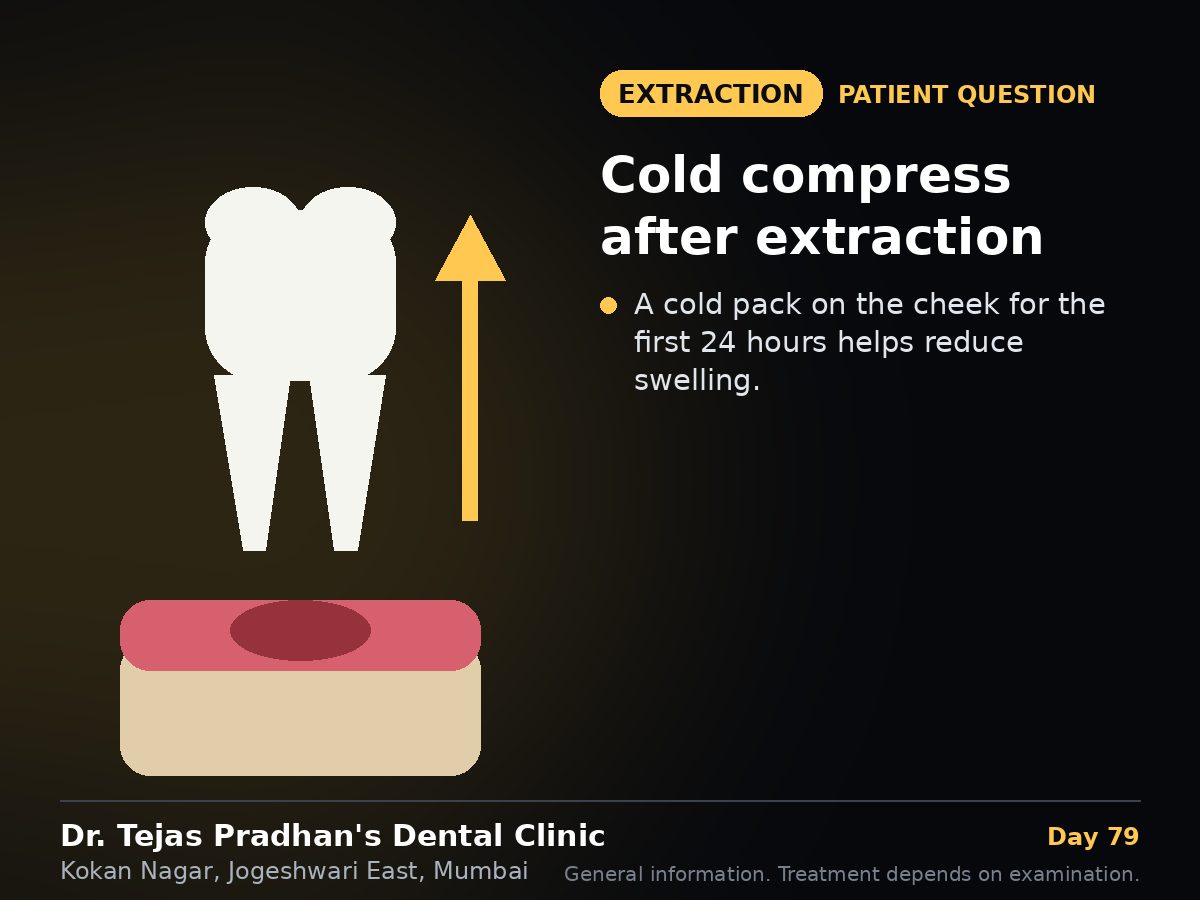 EXTRACTION PATIENT QUESTION
Cold compress
after extraction
A cold pack on the cheek for the
first 24 hours helps reduce
swelling.
Dr. Tejas Pradhan's Dental Clinic
Day 79
Kokan Nagar, Jogeshwari East, Mumbai
General information. Treatment depends on examination.